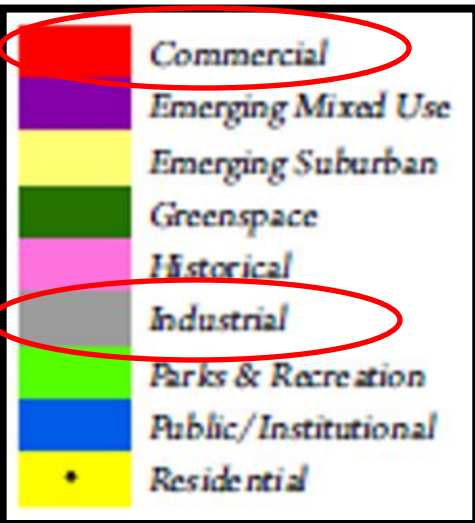 Commercial
Emerging Mixed Use
Emerging Suburban
Greenspace
Historical
Industrial
Parks & Recreation
Public/Institutional
Residential